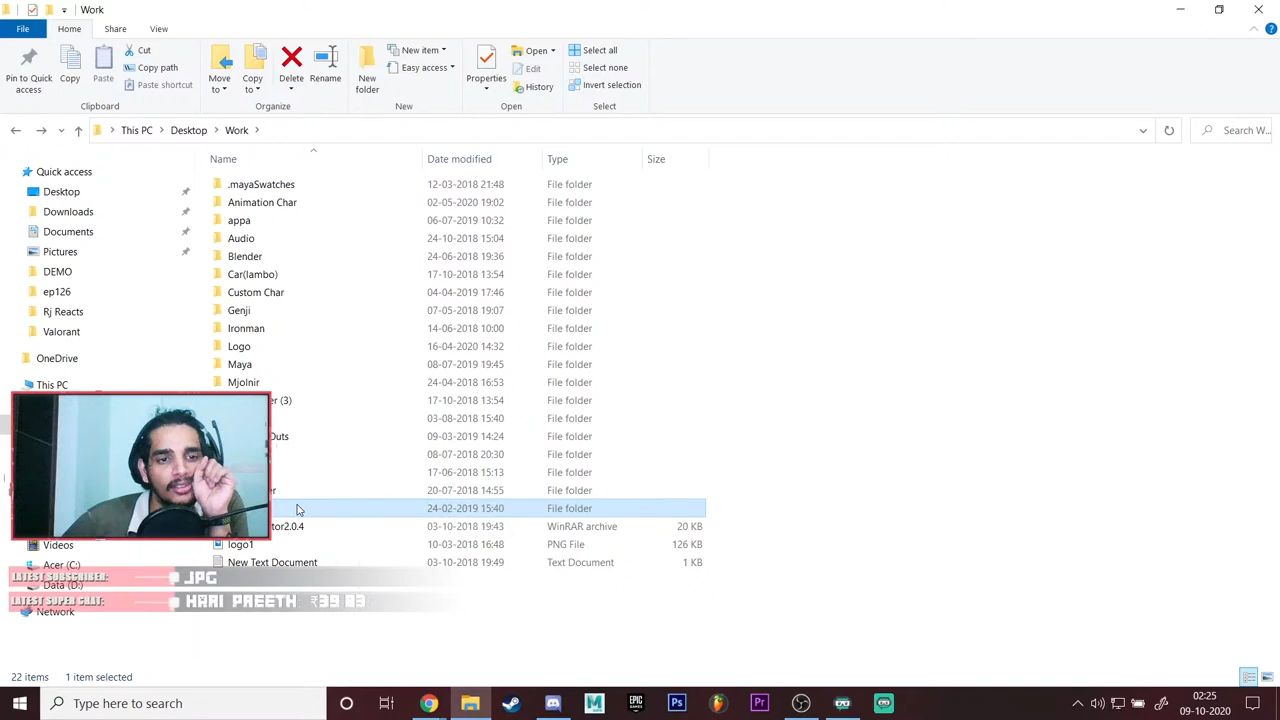 Work
File Home Share View
Pin to Quick access
Copy
Paste
Cut
Copy path
Paste shortcut
Clipboard
Move to
Copy to
Delete
Rename
Organize
New folder
New item
Easy access
New
Properties
Open
Edit
History
Open
Select all
Select none
Invert selection
Select
This PC > Desktop > Work >
Search W...
Name Date modified Type Size
Quick access
Desktop
Downloads
Documents
Pictures
DEMO
ep126
Rj Reacts
Valorant
OneDrive
This PC
Videos
Acer (C:)
Data (D:)
Network
.mayaSwatches 12-03-2018 21:48 File folder
Animation Char 02-05-2020 19:02 File folder
appa 06-07-2019 10:32 File folder
Audio 24-10-2018 15:04 File folder
Blender 24-06-2018 19:36 File folder
Car(lambo) 17-10-2018 13:54 File folder
Custom Char 04-04-2019 17:46 File folder
Genji 07-05-2018 19:07 File folder
Ironman 14-06-2018 10:00 File folder
Logo 16-04-2020 14:32 File folder
Maya 08-07-2019 19:45 File folder
Mjolnir 24-04-2018 16:53 File folder
(3) 17-10-2018 13:54 File folder
03-08-2018 15:40 File folder
09-03-2019 14:24 File folder
08-07-2018 20:30 File folder
17-06-2018 15:13 File folder
20-07-2018 14:55 File folder
24-02-2019 15:40 File folder
tor2.0.4 03-10-2018 19:43 WinRAR archive 20 KB
logo1 10-03-2018 16:48 PNG File 126 KB
New Text Document 03-10-2018 19:49 Text Document 1 KB
LATEST SUBSCRIBER: JPG
LATEST SUPER CHAT: HARI PREETH: ₹39.83
22 items 1 item selected
Type here to search
02:25
09-10-2020